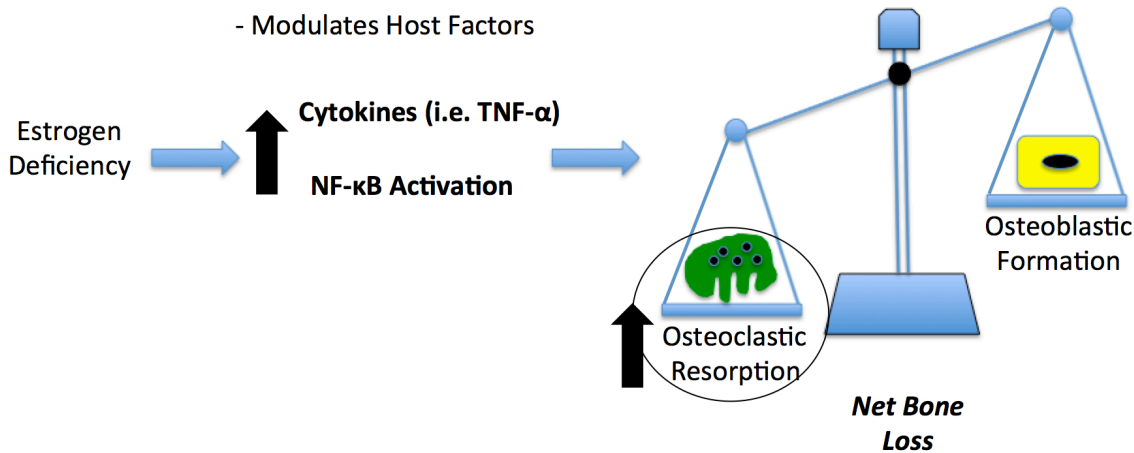 - Modulates Host Factors
Estrogen
Deficiency
Cytokines (i.e. TNF-α)
NF-κB Activation
Osteoblastic
Formation
Osteoclastic
Resorption
Net Bone
Loss